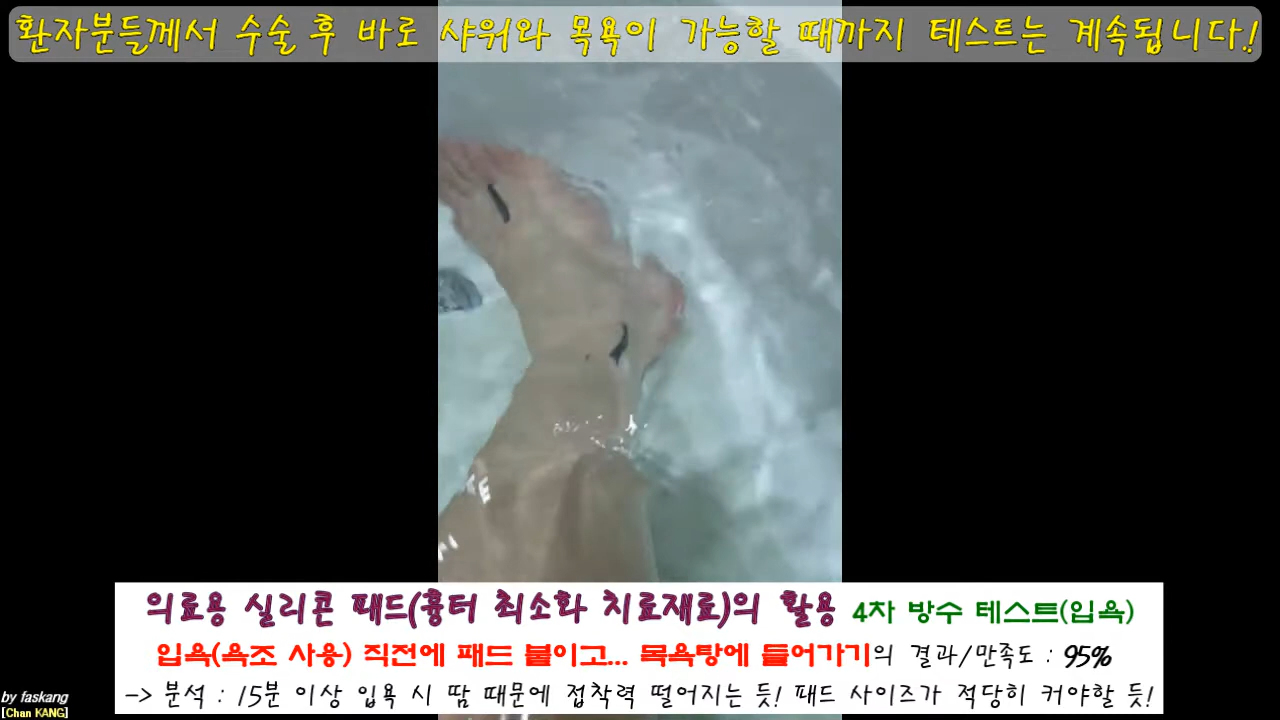 환자분들께서 수술 후 바로 샤워와 목욕이 가능할 때까지 테스트는 계속됩니다!
의료용 실리콘 패드(흉터 최소화 치료재료)의 활용 4차 방수 테스트(입욕)
입욕(욕조 사용) 직전에 패드 붙이고... 목욕탕에 들어가기의 결과/만족도 : 95%
-> 분석 : 15분 이상 입욕 시 땀 때문에 접착력 떨어지는 듯! 패드 사이즈가 적당히 커야할 듯!
by faskang
[Chan KANG]